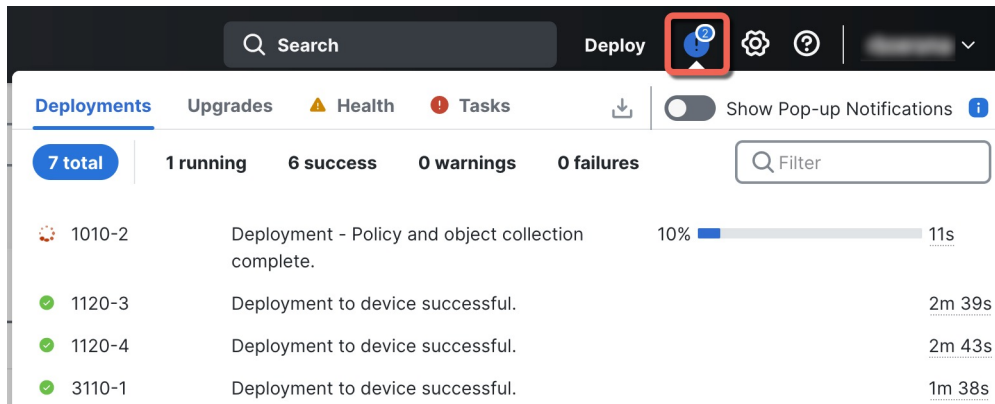 Search
Deploy
2
Deployments Upgrades Health Tasks Show Pop-up Notifications
7 total 1 running 6 success 0 warnings 0 failures Filter
1010-2 Deployment - Policy and object collection 10% 11s
complete.
1120-3 Deployment to device successful. 2m 39s
1120-4 Deployment to device successful. 2m 43s
3110-1 Deployment to device successful. 1m 38s